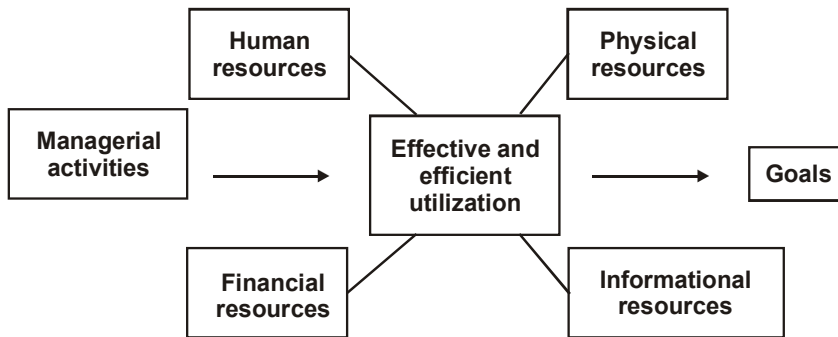 Human
resources
Physical
resources
Managerial
activities
Effective and
efficient
utilization
Goals
Financial
resources
Informational
resources